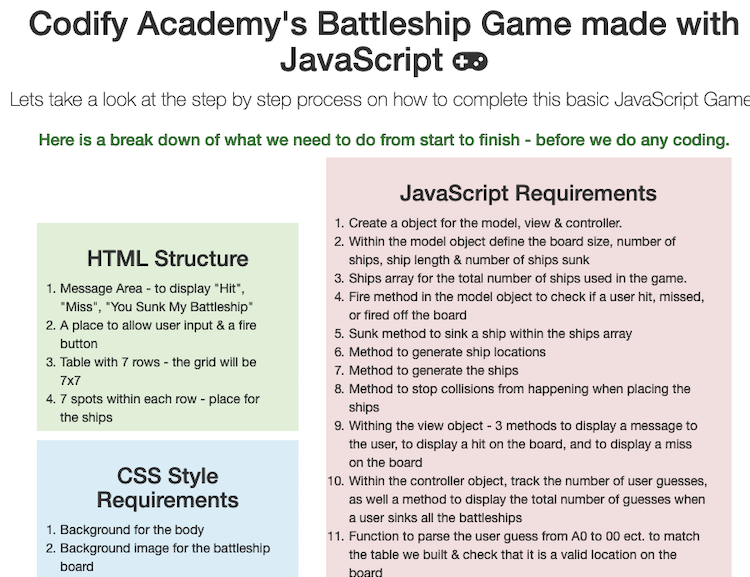 Codify Academy's Battleship Game made with
JavaScript
Lets take a look at the step by step process on how to complete this basic JavaScript Game
Here is a break down of what we need to do from start to finish - before we do any coding.
HTML Structure
1. Message Area - to display "Hit",
"Miss", "You Sunk My Battleship"
2. A place to allow user input & a fire
button
3. Table with 7 rows - the grid will be
7x7
4. 7 spots within each row - place for
the ships
CSS Style
Requirements
1. Background for the body
2. Background image for the battleship
board
JavaScript Requirements
1. Create a object for the model, view & controller.
2. Within the model object define the board size, number of
ships, ship length & number of ships sunk
3. Ships array for the total number of ships used in the game.
4. Fire method in the model object to check if a user hit, missed,
or fired off the board
5. Sunk method to sink a ship within the ships array
6. Method to generate ship locations
7. Method to generate the ships
8. Method to stop collisions from happening when placing the
ships
9. Withing the view object - 3 methods to display a message to
the user, to display a hit on the board, and to display a miss
on the board
10. Within the controller object, track the number of user guesses,
as well a method to display the total number of guesses when
a user sinks all the battleships
11. Function to parse the user guess from A0 to 00 ect. to match
the table we built & check that it is a valid location on the
board